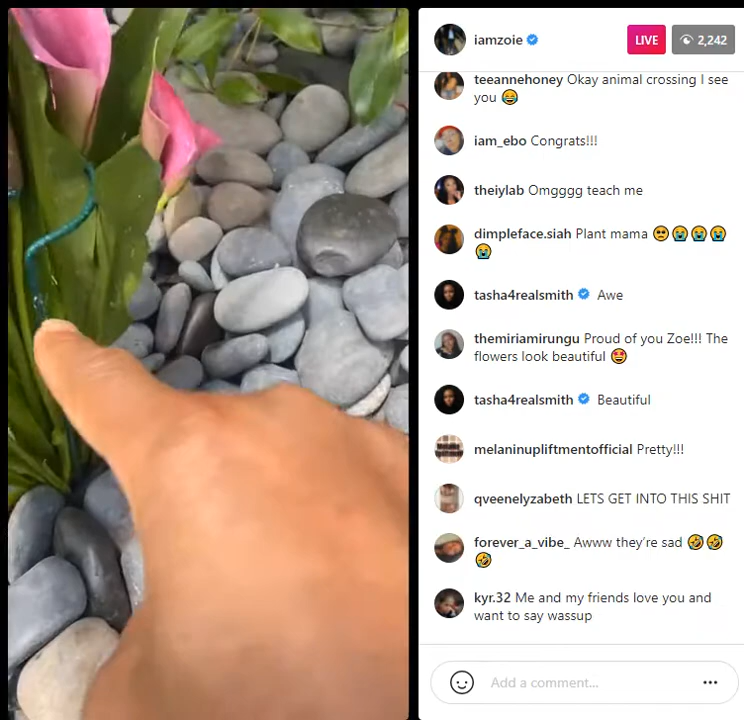 iamzoie
LIVE
2,242
teeannehoney Okay animal crossing I see
you 😂
iam_ebo Congrats!!!
theiylab Omgggg teach me
dimpleface.siah Plant mama 🥺😭😭😭
😭
tasha4realsmith Awe
themiriamirungu Proud of you Zoe!!! The
flowers look beautiful 🤩
tasha4realsmith Beautiful
melaninupliftmentofficial Pretty!!!
qveenelyzabeth LETS GET INTO THIS SHIT
forever_a_vibe_ Awww they’re sad 🤣🤣
🤣
kyr.32 Me and my friends love you and
want to say wassup
Add a comment...